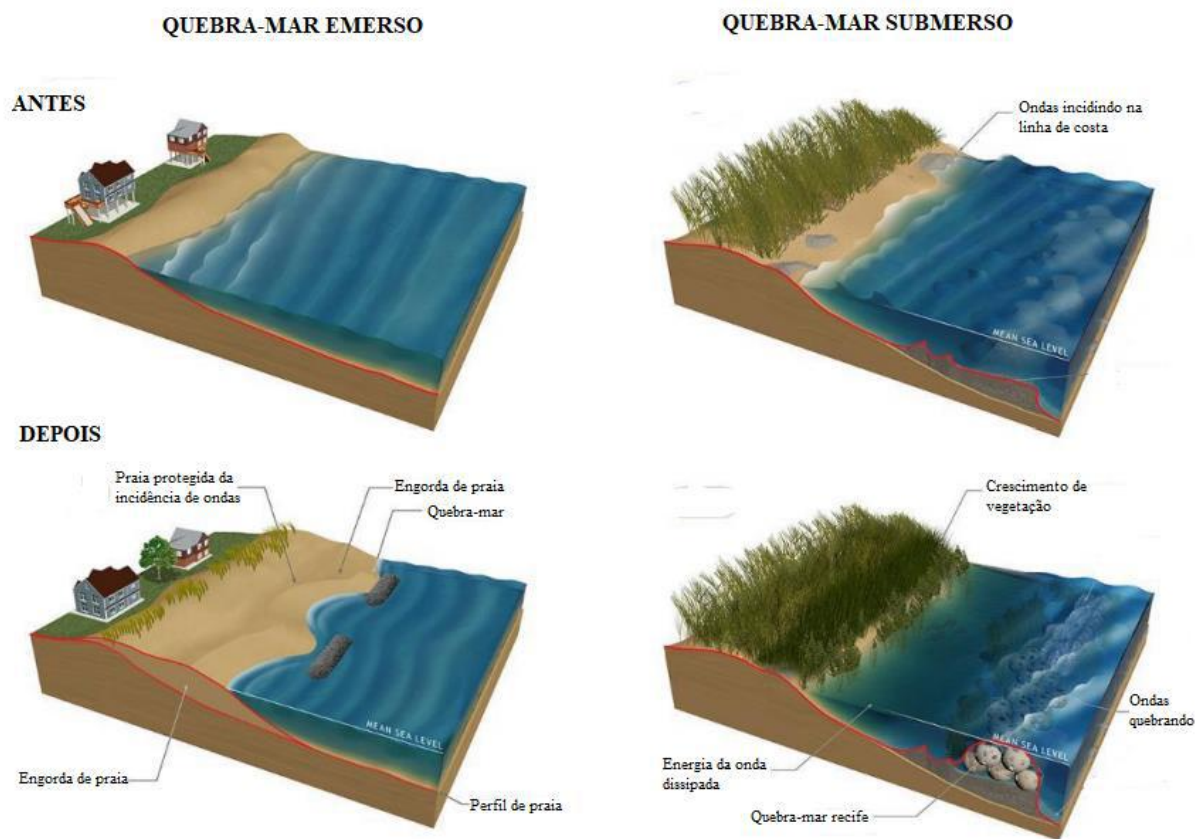 QUEBRA-MAR EMERSO
QUEBRA-MAR SUBMERSO
ANTES
Ondas incidindo na
linha de costa
MEAN SEA LEVEL
DEPOIS
Praia protegida da
incidência de ondas
Engorda de praia
Quebra-mar
MEAN SEA LEVEL
Engorda de praia
Perfil de praia
Crescimento de
vegetação
Ondas
quebrando
MEAN SEA LEVEL
Energia da onda
dissipada
Quebra-mar recife